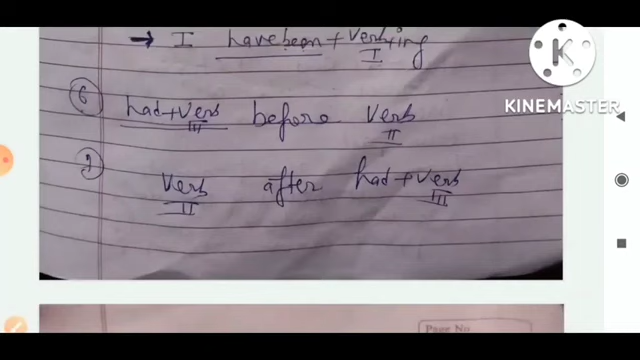 → I have been + verb+ing
I
K
KINEMASTER
6 had+verb before verb
III II
7 verb after had+verb
II III
Page No